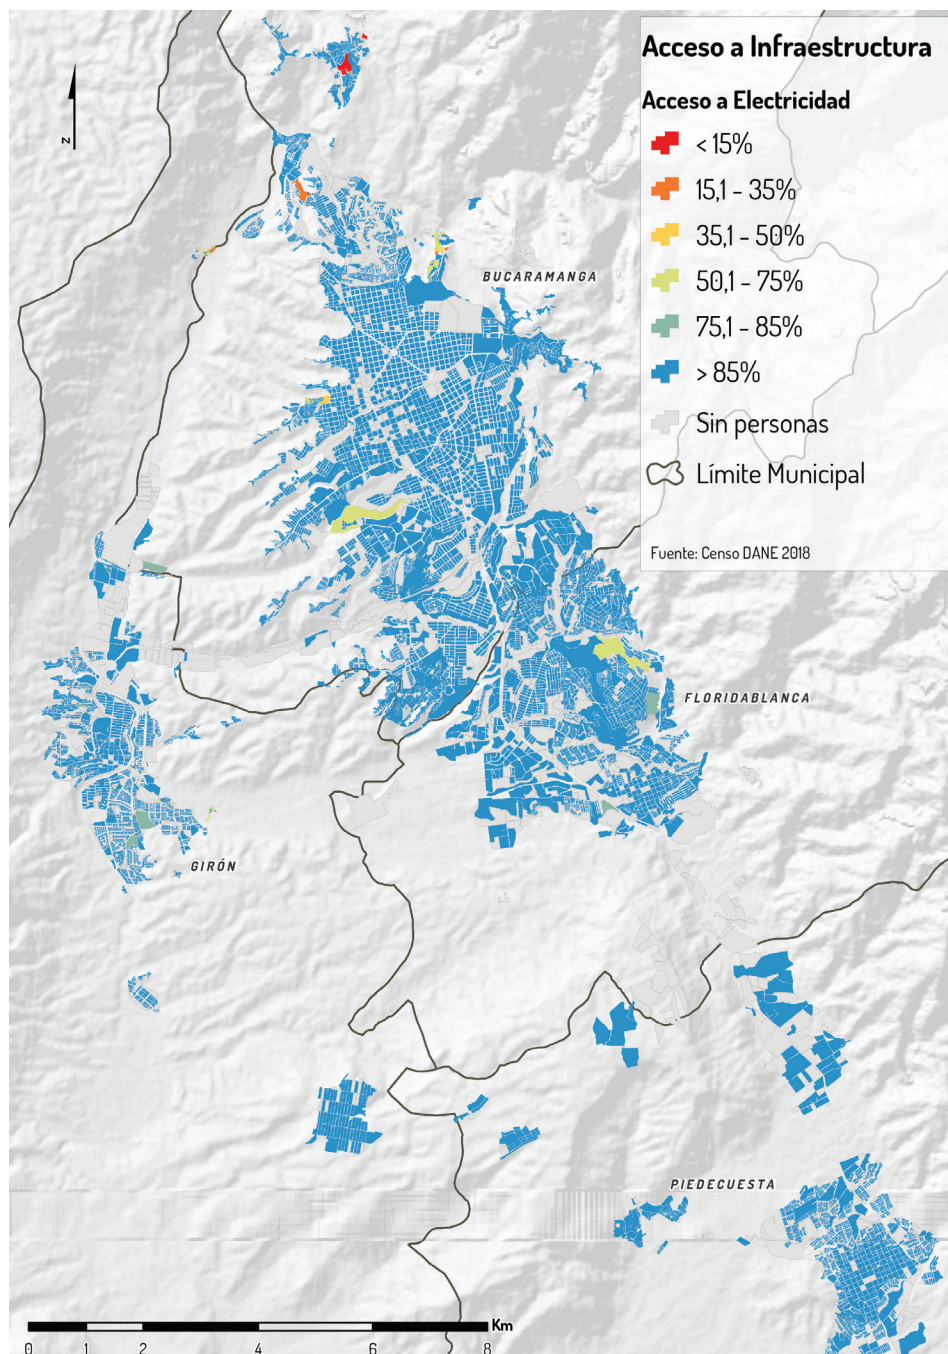 Acceso a Infraestructura
Acceso a Electricidad
< 15%
15,1 - 35%
35,1 - 50%
50,1 - 75%
75,1 - 85%
> 85%
Sin personas
Límite Municipal
Fuente: Censo DANE 2018
N
BUCARAMANGA
FLORIDABLANCA
GIRÓN
PIEDECUESTA
Km
0 1 2 4 6 8